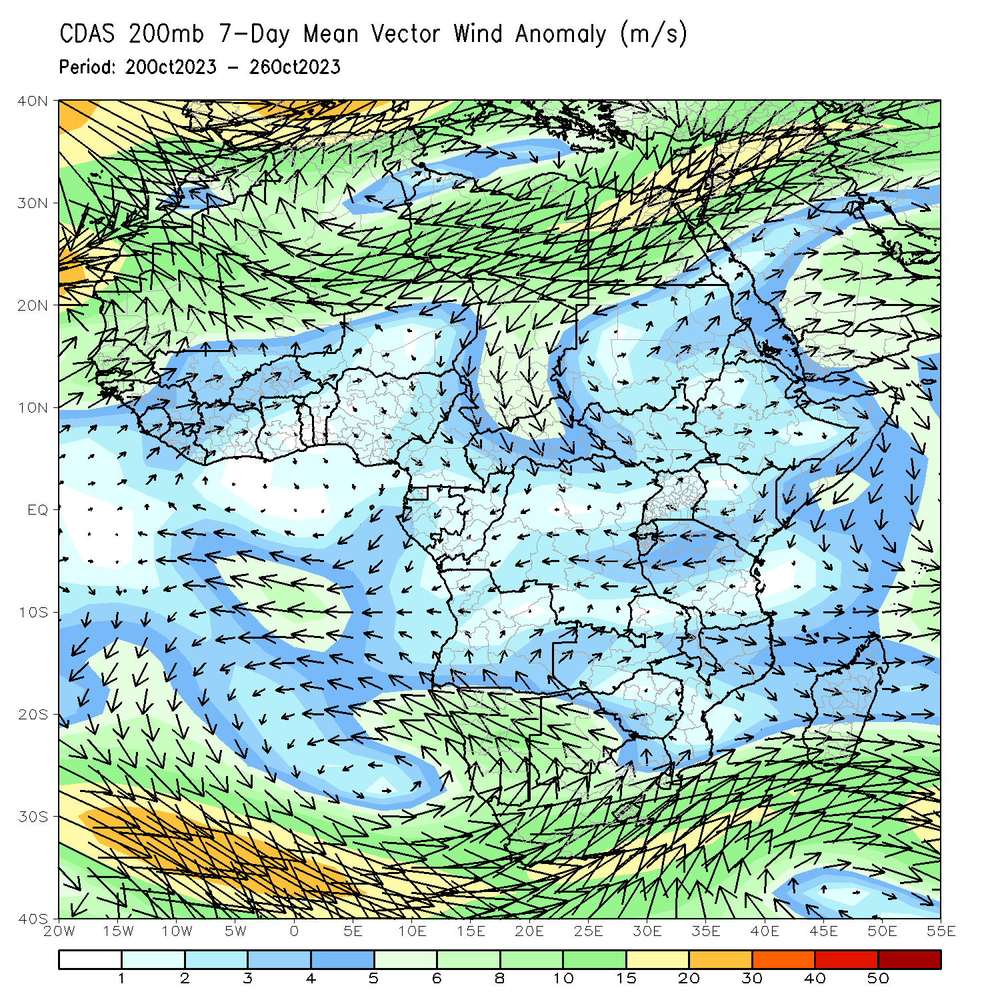 CDAS 200mb 7-Day Mean Vector Wind Anomaly (m/s)
Period: 20Oct2023 - 26Oct2023
40N
30N
20N
10N
EQ
10S
20S
30S
40S
20W 15W 10W 5W 0 5E 10E 15E 20E 25E 30E 35E 40E 45E 50E 55E
1 2 3 4 5 6 8 10 15 20 30 40 50